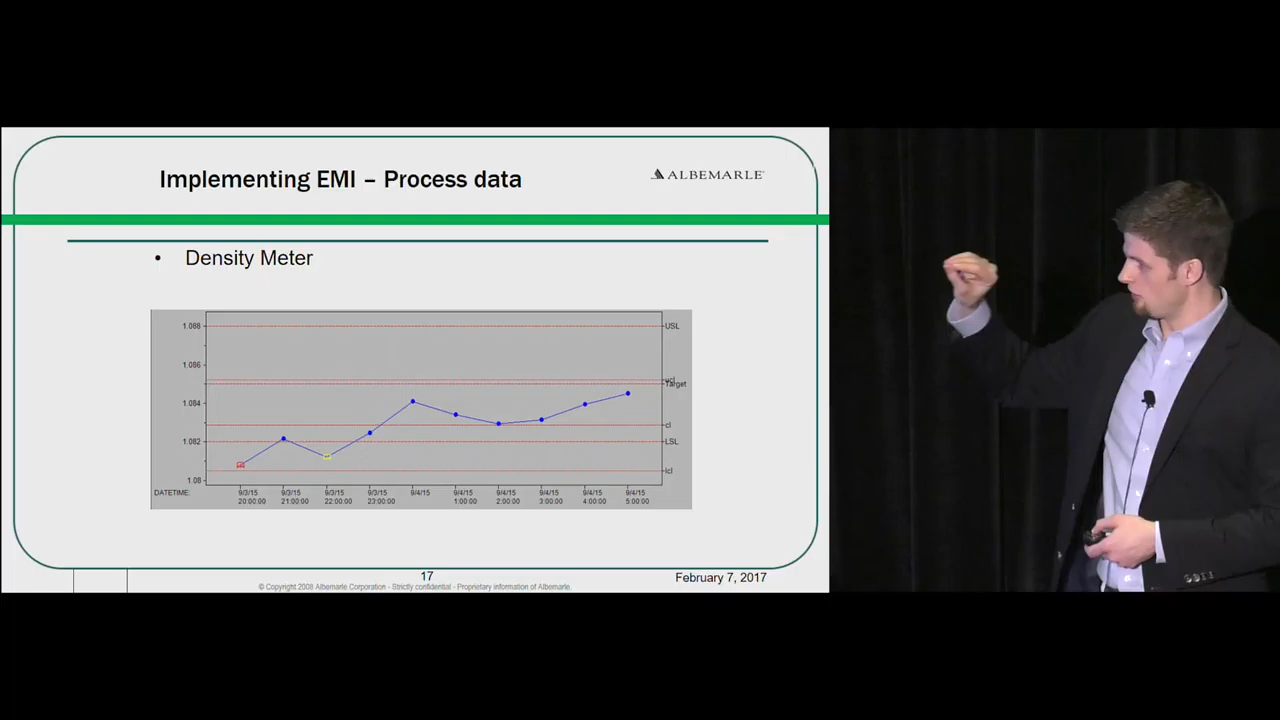 Implementing EMI – Process data
ALBEMARLE
• Density Meter
1.088
USL
1.086
ucl
Target
1.084
cl
1.082
LSL
lcl
1.08
DATETIME:
9/3/15
20:00:00
9/3/15
21:00:00
9/3/15
22:00:00
9/3/15
23:00:00
9/4/15
9/4/15
1:00:00
9/4/15
2:00:00
9/4/15
3:00:00
9/4/15
4:00:00
9/4/15
5:00:00
17
February 7, 2017
© Copyright 2008 Albemarle Corporation - Strictly confidential - Proprietary information of Albemarle.